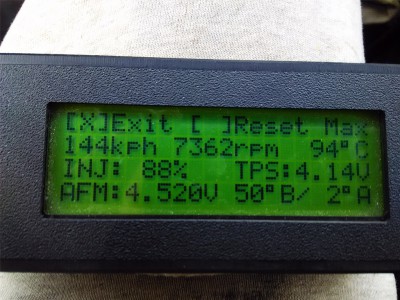 [X]Exit [ ]Reset Max
144kph 7362rpm 94°C
INJ: 88% TPS:4.14V
AFM:4.520V 50°B/ 2°A